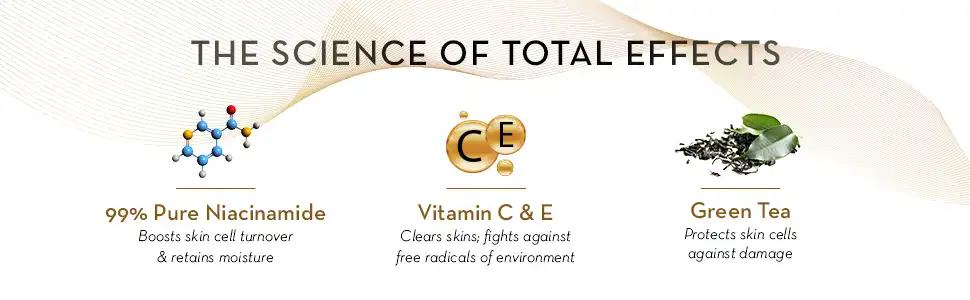 THE SCIENCE OF TOTAL EFFECTS
C E
99% Pure Niacinamide
Boosts skin cell turnover
& retains moisture
Vitamin C & E
Clears skins; fights against
free radicals of environment
Green Tea
Protects skin cells
against damage